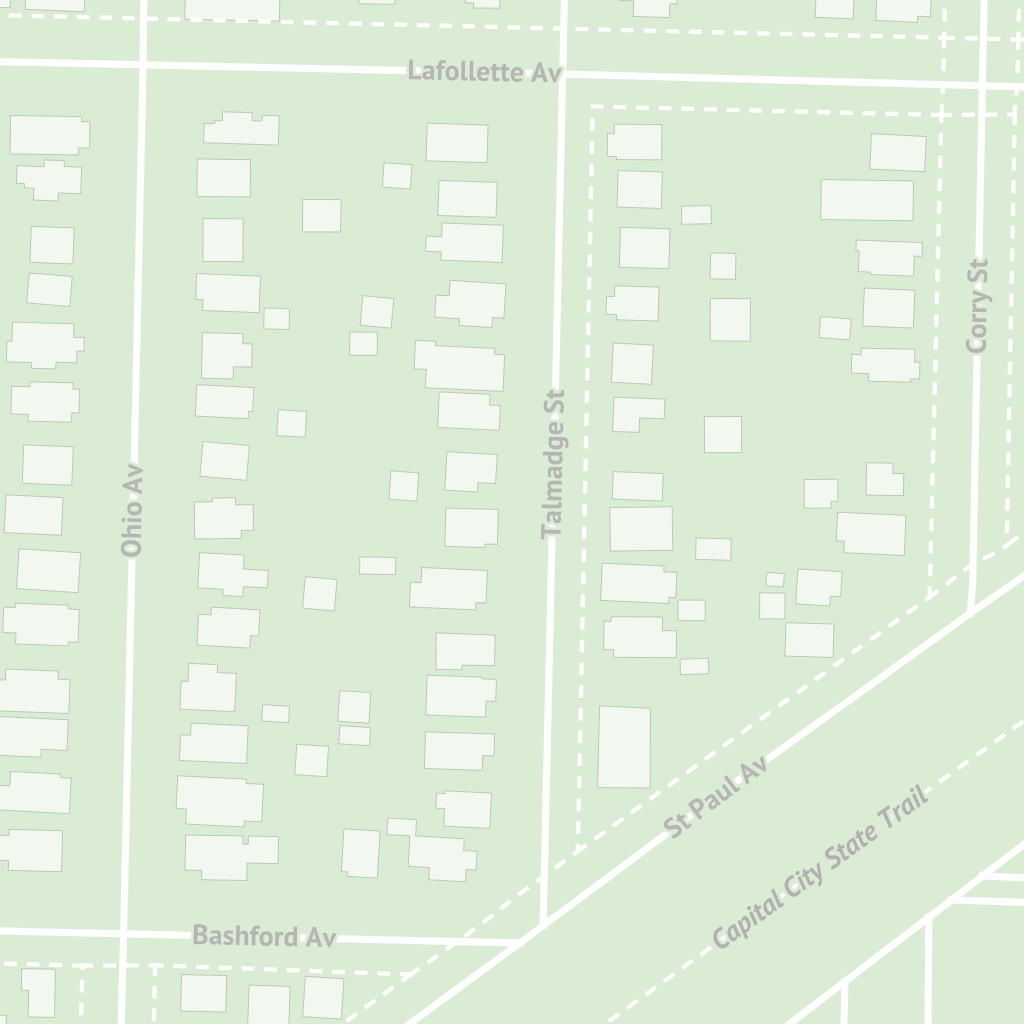 Lafollette Av
Corry St
Talmadge St
Ohio Av
St Paul Av
Capital City State Trail
Bashford Av